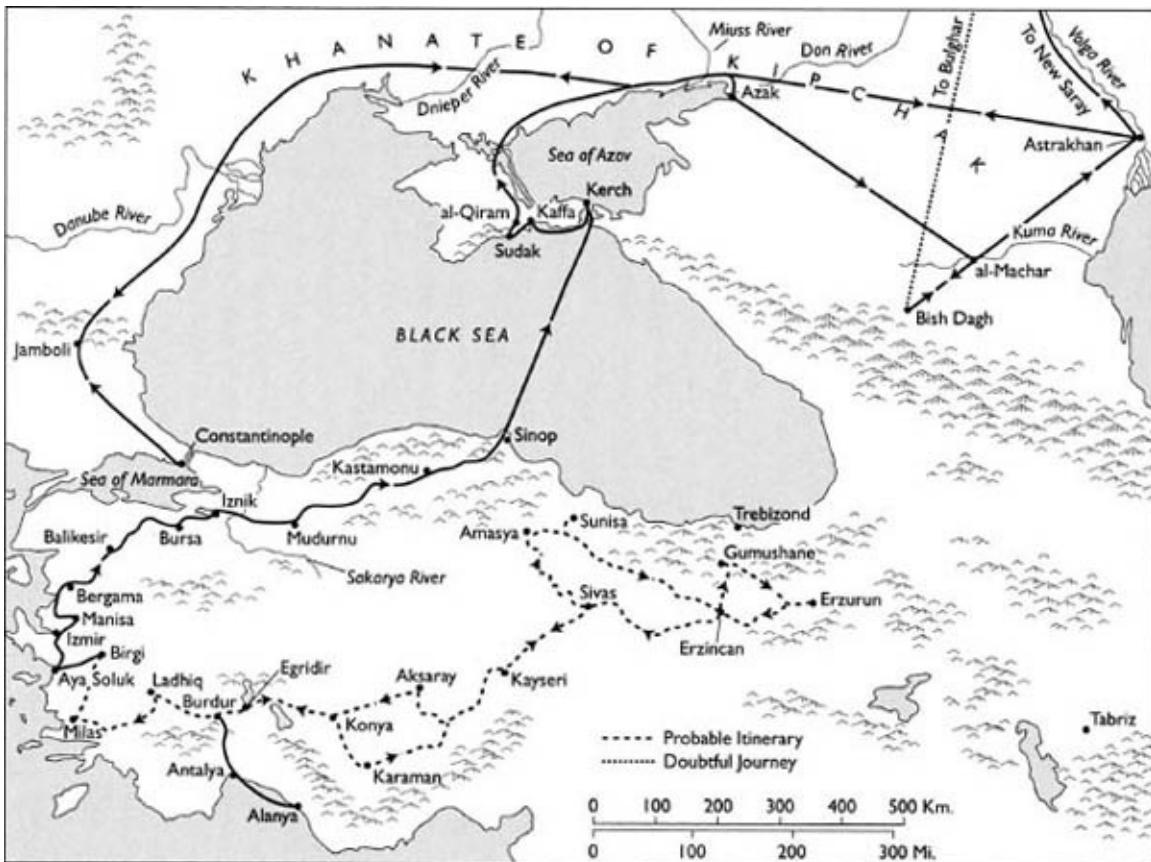 Miuss River
Don River
Volga River
KHANATE OF KIPCHAK
To Bulghar
To New Saray
Dnieper River
Azak
Astrakhan
Sea of Azov
Kerch
Danube River
al-Qiram
Kaffa
Sudak
Kuma River
al-Machar
Bish Dagh
Jamboli
BLACK SEA
Constantinople
Sinop
Sea of Marmara
Kastamonu
Iznik
Balikesir
Bursa
Mudurnu
Amasya
Sunisa
Trebizond
Gumushane
Sakarya River
Bergama
Sivas
Erzurun
Manisa
Izmir
Birgi
Erzincan
Egridir
Aya Soluk
Ladhiq
Aksaray
Kayseri
Burdur
Milas
Konya
Tabriz
Probable Itinerary
Doubtful Journey
Karaman
Antalya
Alanya
0 100 200 300 400 500 Km.
0 100 200 300 Mi.